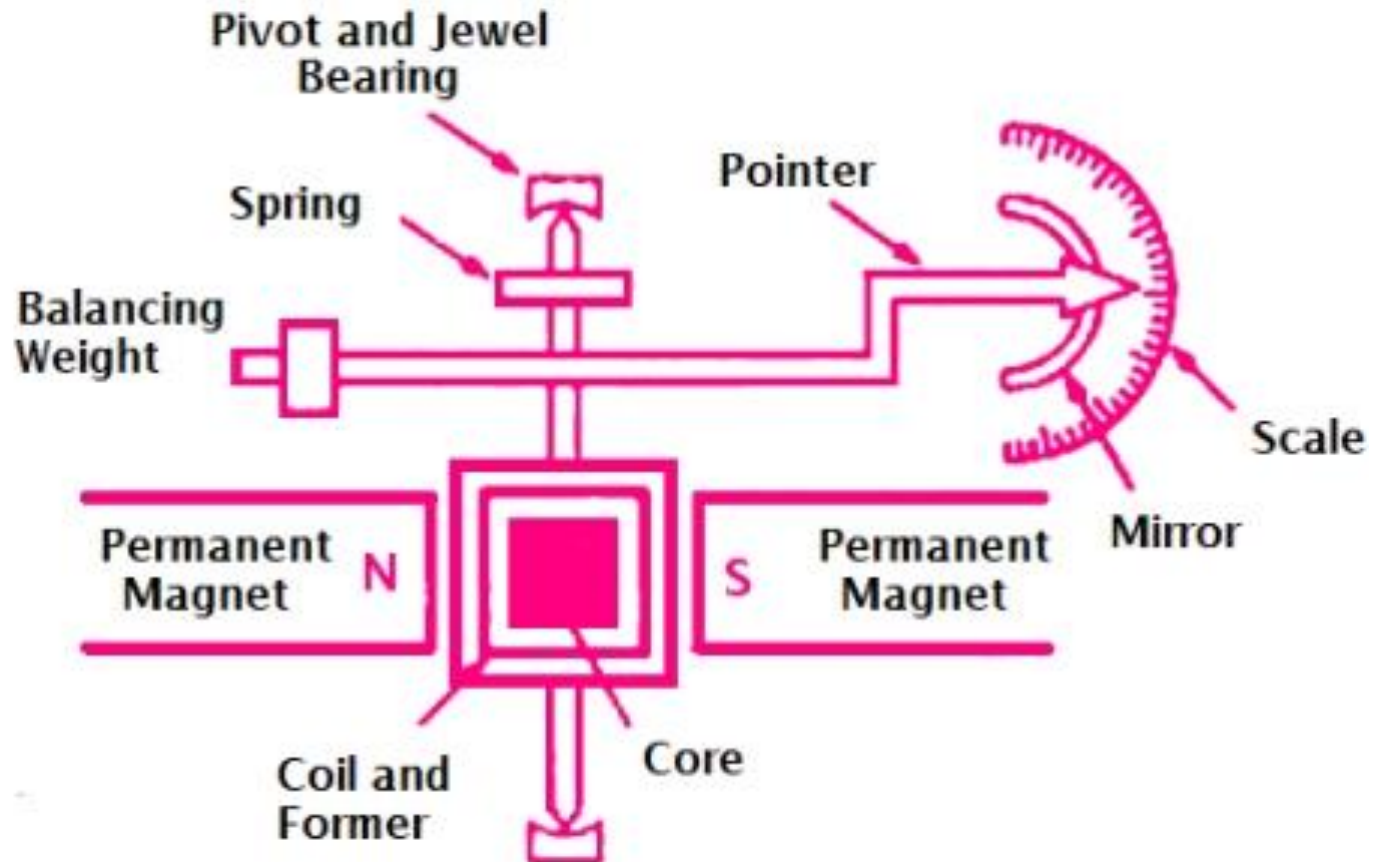 Pivot and Jewel
Bearing
Spring
Pointer
Balancing
Weight
Scale
Mirror
Permanent
Magnet
N
S
Permanent
Magnet
Coil and
Former
Core